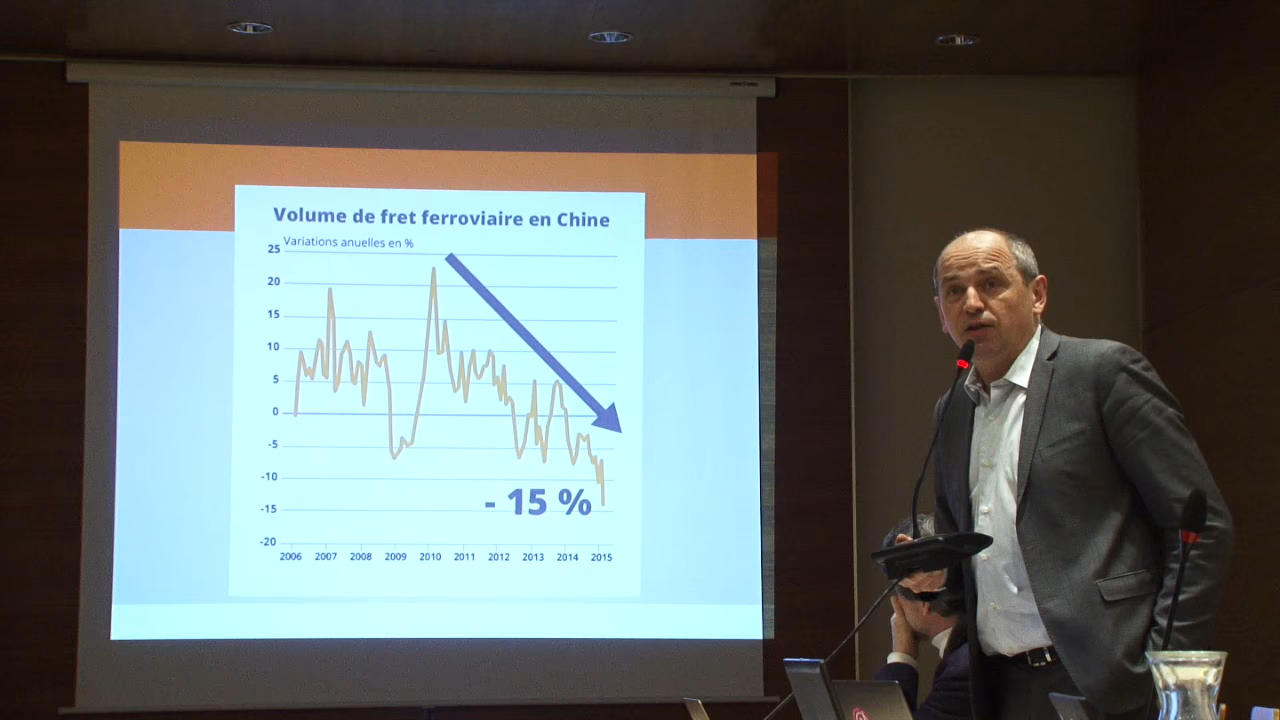 Volume de fret ferroviaire en Chine
Variations anuelles en %
25
20
15
10
5
0
-5
-10
-15
-20
- 15 %
2006 2007 2008 2009 2010 2011 2012 2013 2014 2015